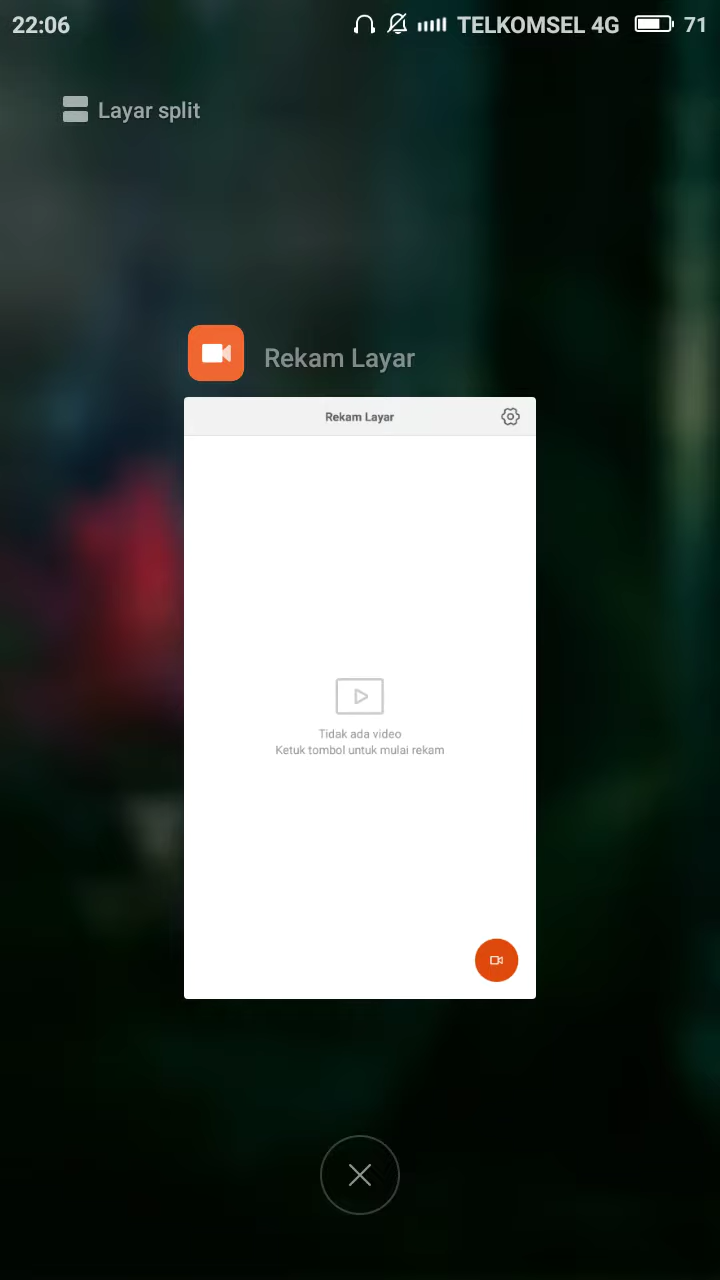 22:06
TELKOMSEL 4G
71
Layar split
Rekam Layar
Rekam Layar
Tidak ada video
Ketuk tombol untuk mulai rekam